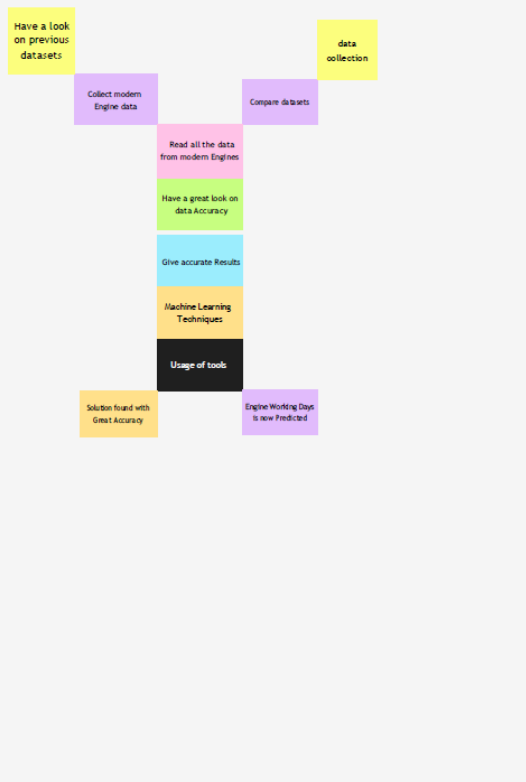 Have a look
on previous
datasets
data
collection
Collect modern
Engine data
Compare datasets
Read all the data
from modern Engines
Have a great look on
data Accuracy
Give accurate Results
Machine Learning
Techniques
Usage of tools
Solution found with
Great Accuracy
Engine Working Days
is now Predicted